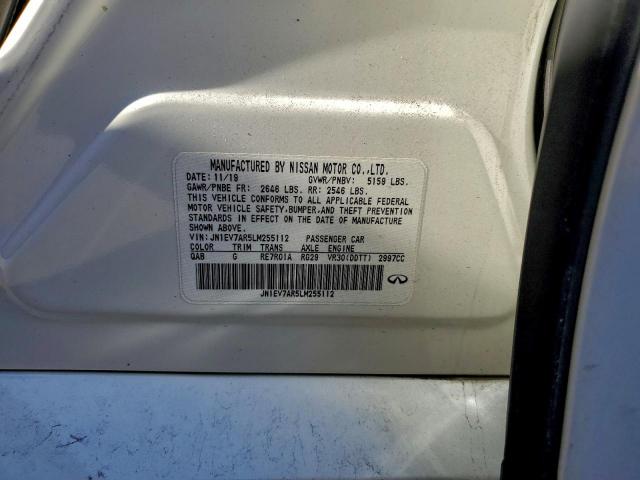 MANUFACTURED BY NISSAN MOTOR CO.,LTD.
DATE: 11/19 GVWR/PNBV: 5159 LBS.
GAWR/PNBE FR: 2646 LBS. RR: 2546 LBS.
THIS VEHICLE CONFORMS TO ALL APPLICABLE FEDERAL
MOTOR VEHICLE SAFETY,BUMPER,AND THEFT PREVENTION
STANDARDS IN EFFECT ON THE DATE OF MANUFACTURE
SHOWN ABOVE.
VIN: JN1EV7AR5LM255112 PASSENGER CAR
COLOR TRIM TRANS AXLE ENGINE
QAB G RE7R01A RG29 VR30(DDTT) 2997CC
JN1EV7AR5LM255112